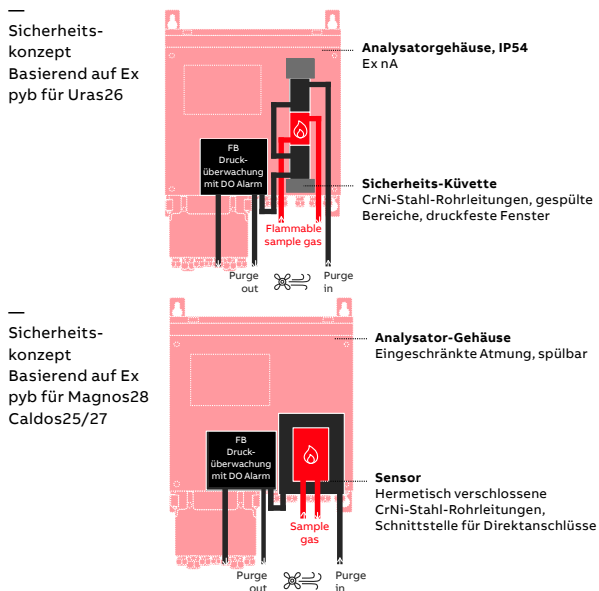 —
Sicherheits-
konzept
Basierend auf Ex
pyb für Uras26
Analysatorgehäuse, IP54
Ex nA
FB
Druck-
überwachung
mit DO Alarm
Sicherheits-Küvette
CrNi-Stahl-Rohrleitungen, gespülte
Bereiche, druckfeste Fenster
Flammable
sample gas
Purge
out
Purge
in
—
Sicherheits-
konzept
Basierend auf Ex
pyb für Magnos28
Caldos25/27
Analysator-Gehäuse
Eingeschränkte Atmung, spülbar
FB
Druck-
überwachung
mit DO Alarm
Sensor
Hermetisch verschlossene
CrNi-Stahl-Rohrleitungen,
Schnittstelle für Direktanschlüsse
Sample
gas
Purge
out
Purge
in